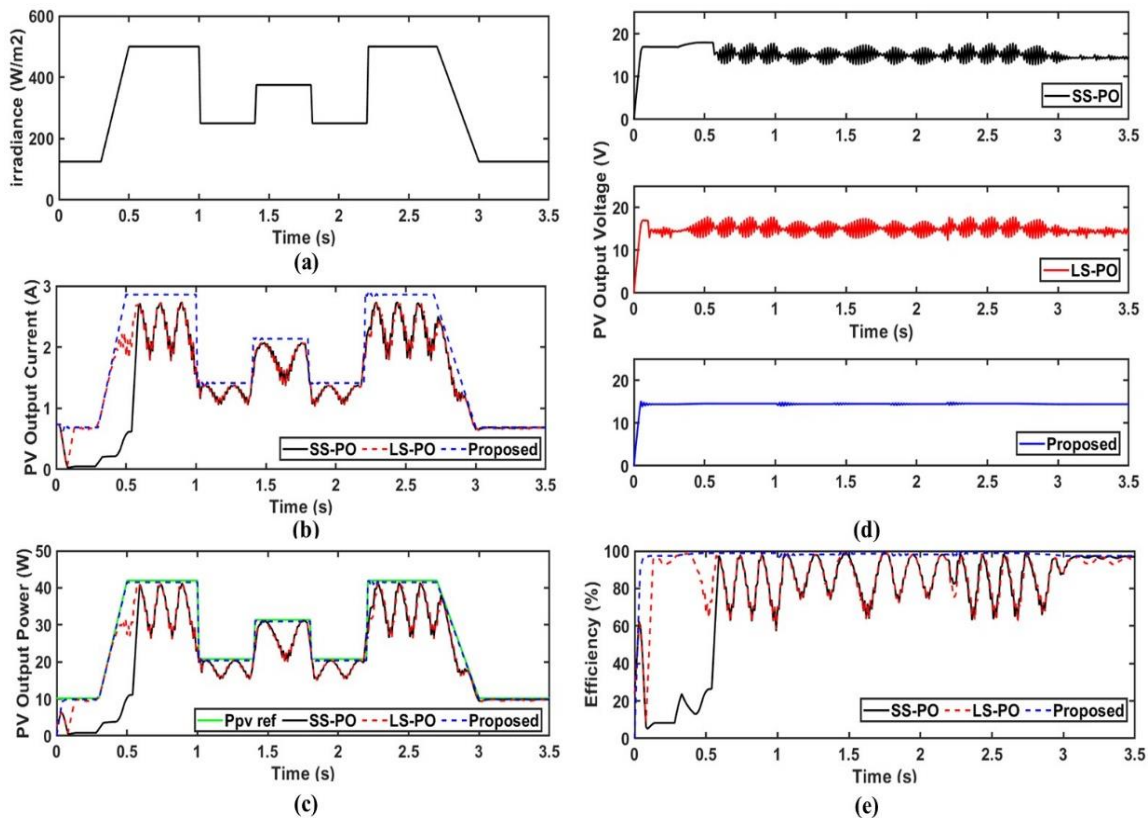 600
400
200
0
irradiance (W/m2)
0 0.5 1 1.5 2 2.5 3 3.5
Time (s)
(a)
3
2
1
0
PV Output Current (A)
SS-PO LS-PO Proposed
0 0.5 1 1.5 2 2.5 3 3.5
Time (s)
(b)
50
40
30
20
10
0
PV Output Power (W)
Ppv ref SS-PO LS-PO Proposed
0 0.5 1 1.5 2 2.5 3 3.5
Time (s)
(c)
PV Output Voltage (V)
20
10
0
SS-PO
0 0.5 1 1.5 2 2.5 3 3.5
20
10
0
LS-PO
0 0.5 1 1.5 2 2.5 3 3.5
Time (s)
20
10
0
Proposed
0 0.5 1 1.5 2 2.5 3 3.5
(d)
100
80
60
40
20
0
Efficiency (%)
SS-PO LS-PO Proposed
0 0.5 1 1.5 2 2.5 3 3.5
Time (s)
(e)